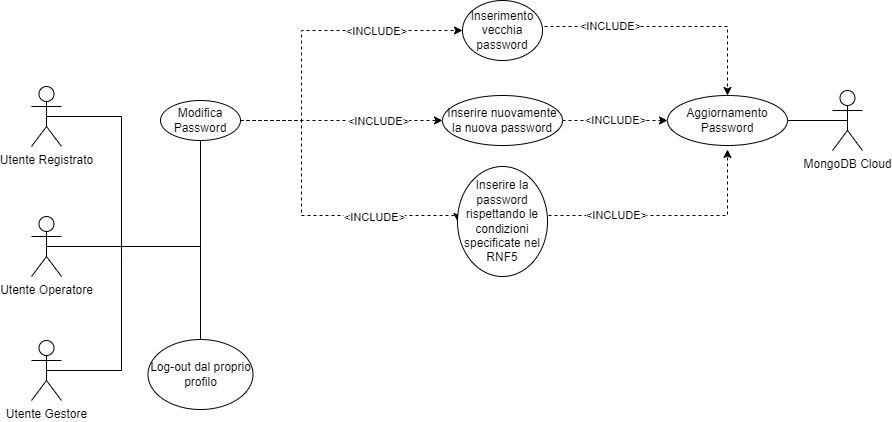 Inserimento
vecchia
password
<INCLUDE>
<INCLUDE>
Modifica
Password
<INCLUDE>
Inserire nuovamente
la nuova password
<INCLUDE>
Aggiornamento
Password
MongoDB Cloud
Utente Registrato
Inserire la
password
rispettando le
condizioni
specificate nel
RNF5
<INCLUDE>
<INCLUDE>
Utente Operatore
Log-out dal proprio
profilo
Utente Gestore